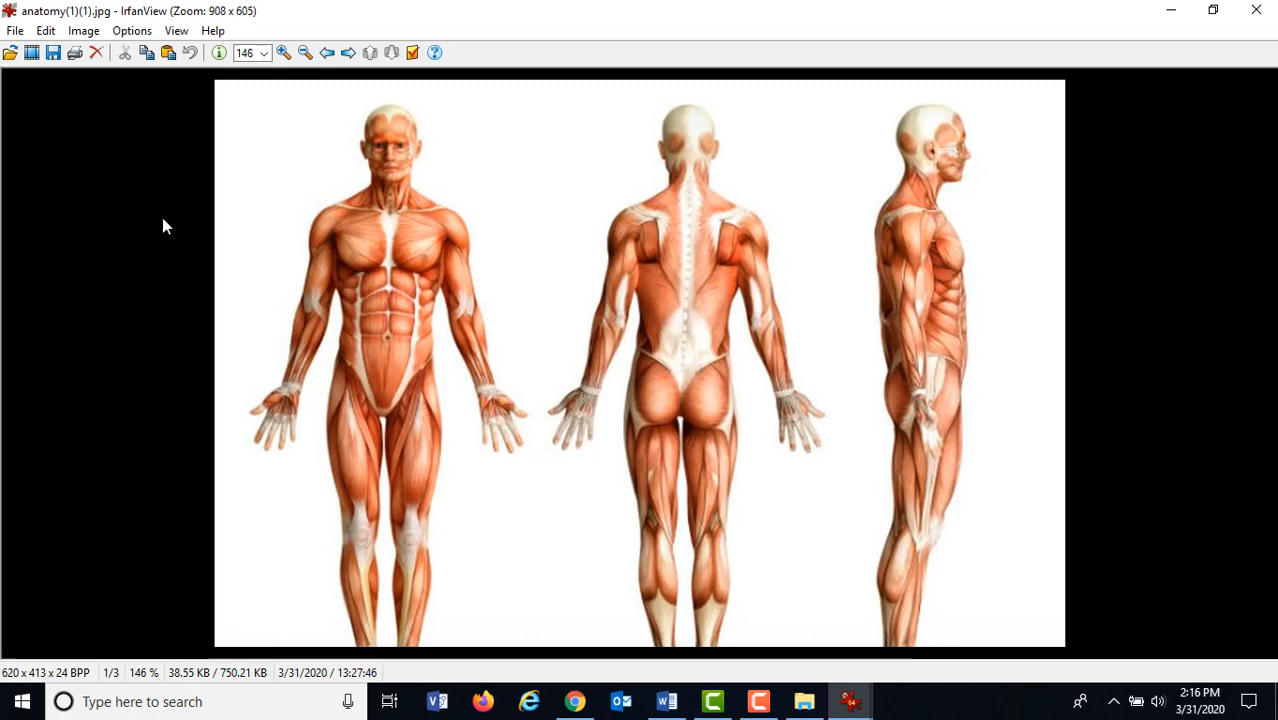 anatomy(1)(1).jpg - IrfanView (Zoom: 908 x 605)
File Edit Image Options View Help
146
620 x 413 x 24 BPP 1/3 146 % 38.55 KB / 750.21 KB 3/31/2020 / 13:27:46
Type here to search
64
2:16 PM
3/31/2020